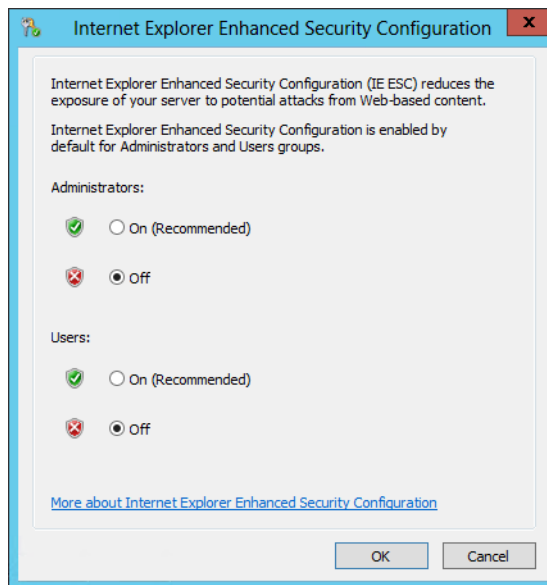 Internet Explorer Enhanced Security Configuration
Internet Explorer Enhanced Security Configuration (IE ESC) reduces the
exposure of your server to potential attacks from Web-based content.
Internet Explorer Enhanced Security Configuration is enabled by
default for Administrators and Users groups.
Administrators:
On (Recommended)
Off
Users:
On (Recommended)
Off
More about Internet Explorer Enhanced Security Configuration
OK Cancel